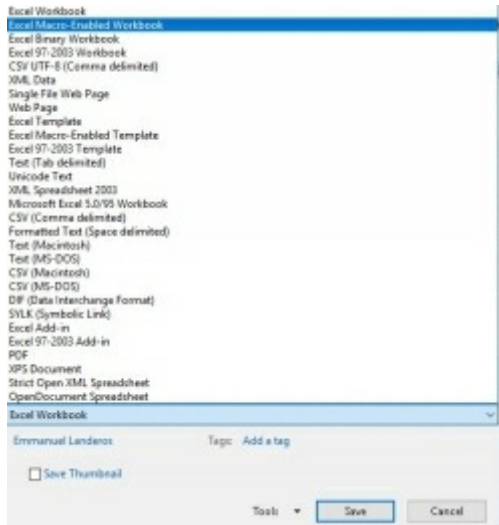 Excel Workbook
Excel Macro-Enabled Workbook
Excel Binary Workbook
Excel 97-2003 Workbook
CSV UTF-8 (Comma delimited)
XML Data
Single File Web Page
Web Page
Excel Template
Excel Macro-Enabled Template
Excel 97-2003 Template
Text (Tab delimited)
Unicode Text
XML Spreadsheet 2003
Microsoft Excel 5.0/95 Workbook
CSV (Comma delimited)
Formatted Text (Space delimited)
Text (Macintosh)
Text (MS-DOS)
CSV (Macintosh)
CSV (MS-DOS)
DIF (Data Interchange Format)
SYLK (Symbolic Link)
Excel Add-in
Excel 97-2003 Add-in
PDF
XPS Document
Strict Open XML Spreadsheet
OpenDocument Spreadsheet
Excel Workbook
Emmanuel Landeros Tags: Add a tag
Save Thumbnail
Tools Save Cancel